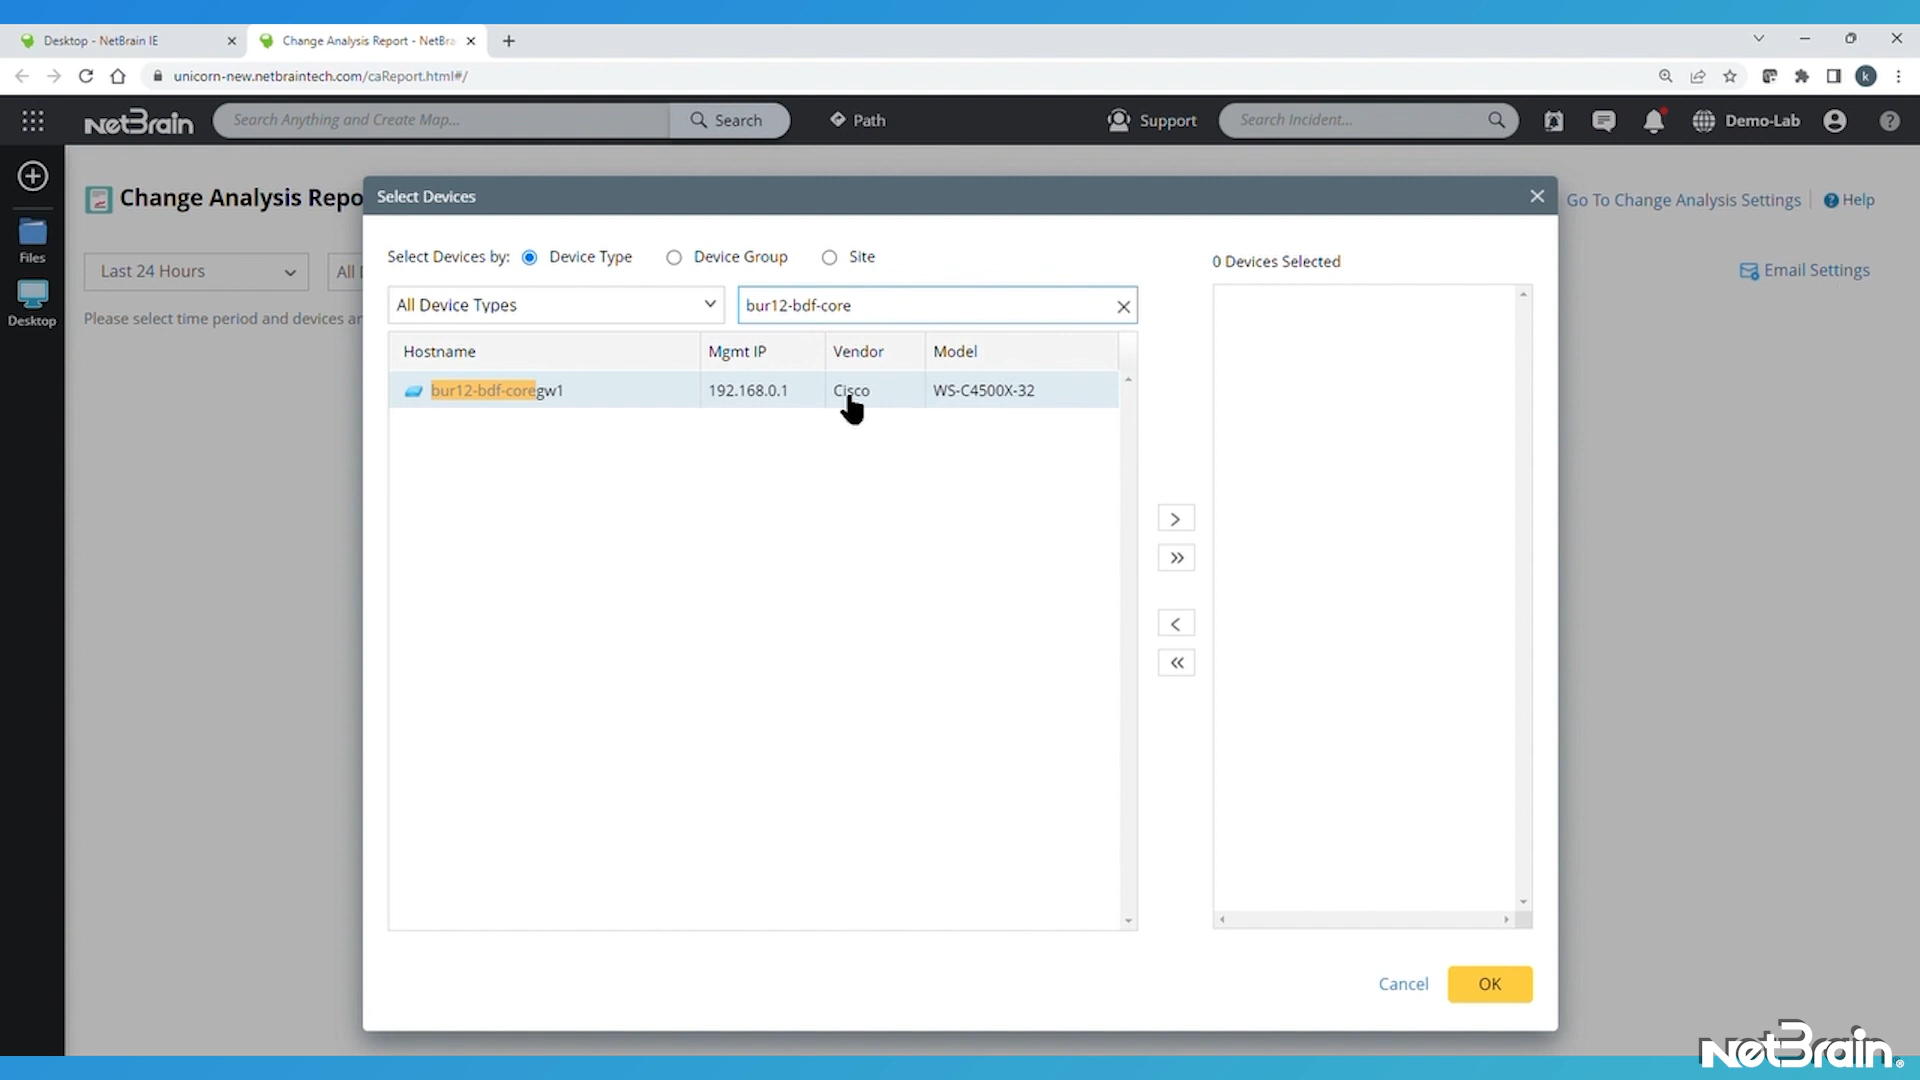 Desktop - NetBrain IE
Change Analysis Report - NetBra
unicorn-new.netbraintech.com/caReport.html#/
k
NetBrain
Search Anything and Create Map...
Search
Path
Support
Search Incident...
Demo-Lab
?
Files
Desktop
Change Analysis Repo
Go To Change Analysis Settings
? Help
Last 24 Hours
All
Email Settings
Please select time period and devices an
Select Devices
Select Devices by:
Device Type
Device Group
Site
0 Devices Selected
All Device Types
bur12-bdf-core
Hostname
Mgmt IP
Vendor
Model
bur12-bdf-coregw1
192.168.0.1
Cisco
WS-C4500X-32
>
»
<
«
Cancel
OK
NetBrain®